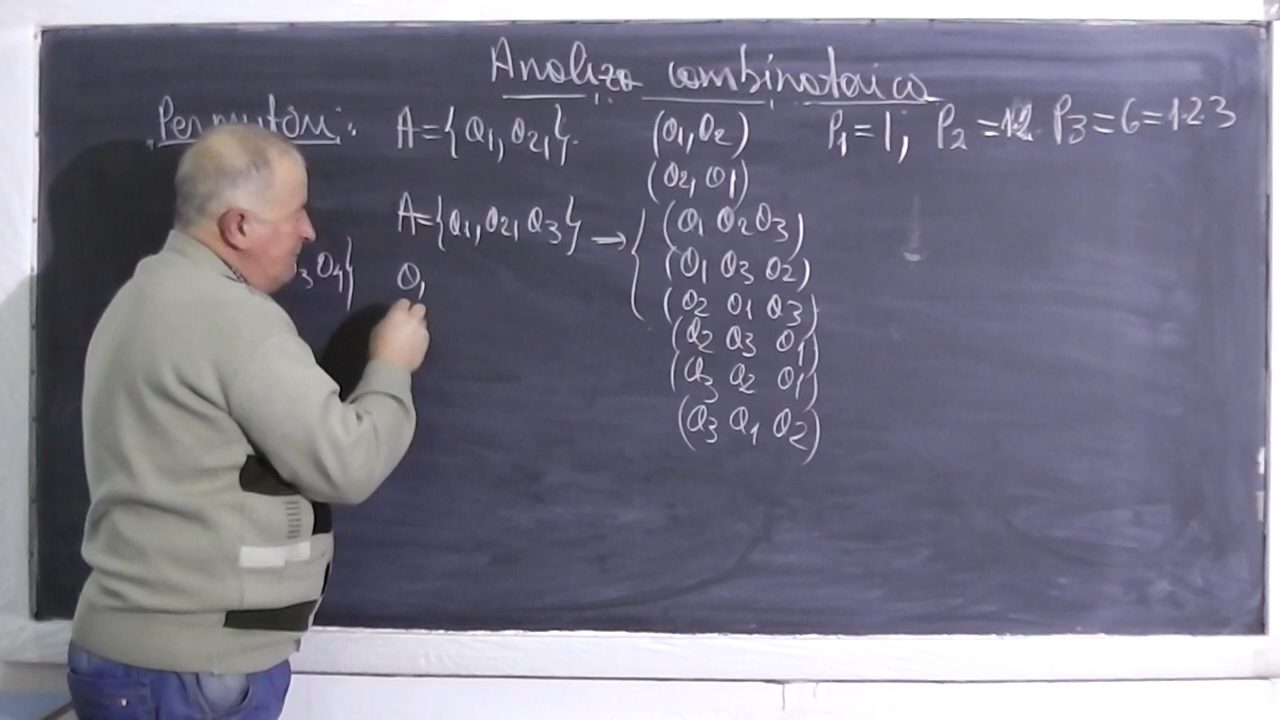 Analiza combinatorica
Permutări: A={a1,a2,} (a1,a2) P1=1; P2=1·2 P3=6=1·2·3
(a2,a1)
A={a1,a2,a3} → { (a1 a2 a3)
(a1 a3 a2)
3 a4} a1 (a2 a1 a3)
(a2 a3 a1)
(a3 a2 a1)
(a3 a1 a2)